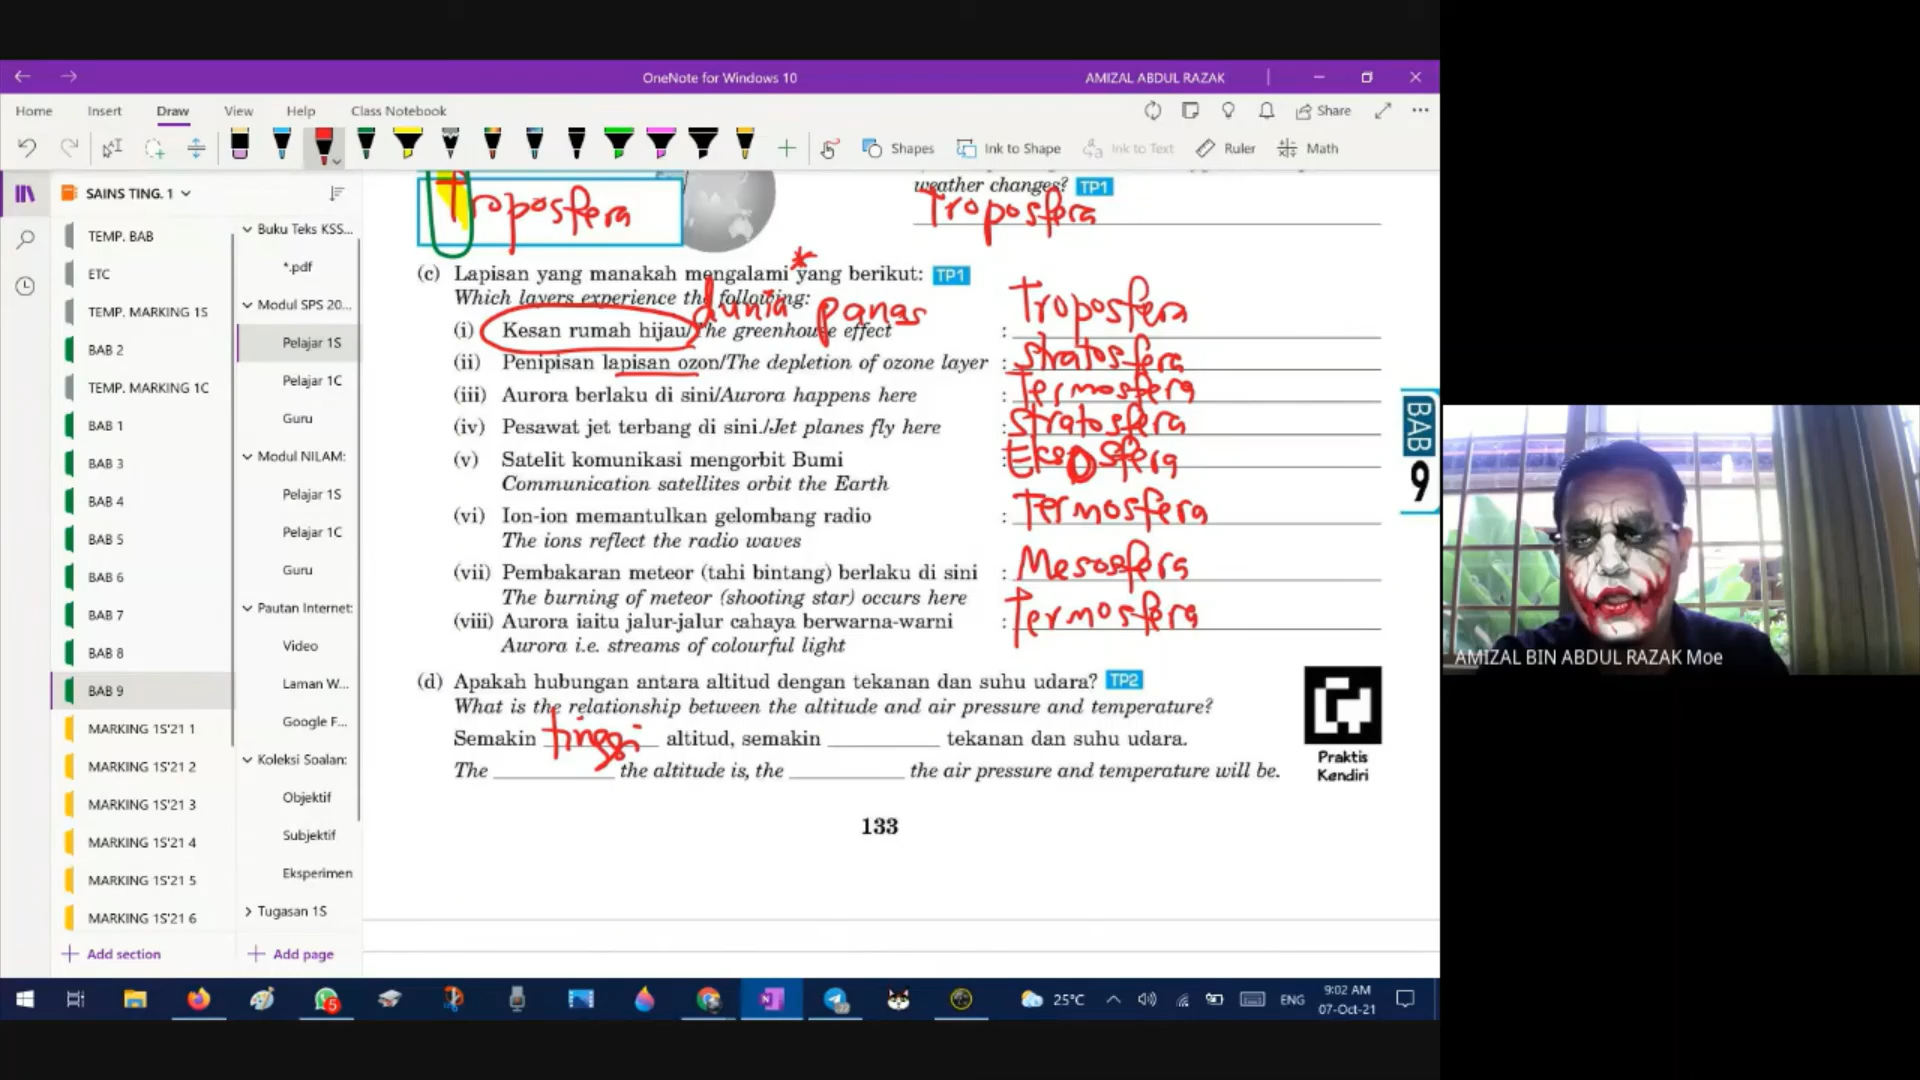 OneNote for Windows 10
AMIZAL ABDUL RAZAK
Home Insert Draw View Help Class Notebook
Share
Shapes Ink to Shape Ink to Text Ruler Math
SAINS TING. 1
TEMP. BAB
ETC
TEMP. MARKING 1S
BAB 2
TEMP. MARKING 1C
BAB 1
BAB 3
BAB 4
BAB 5
BAB 6
BAB 7
BAB 8
BAB 9
MARKING 1S'21 1
MARKING 1S'21 2
MARKING 1S'21 3
MARKING 1S'21 4
MARKING 1S'21 5
MARKING 1S'21 6
Add section
Buku Teks KSS...
*.pdf
Modul SPS 20...
Pelajar 1S
Pelajar 1C
Guru
Modul NILAM:
Pelajar 1S
Pelajar 1C
Guru
Pautan Internet:
Video
Laman W...
Google F...
Koleksi Soalan:
Objektif
Subjektif
Eksperimen
Tugasan 1S
Add page
Troposfera
weather changes? TP1
Troposfera
(c) Lapisan yang manakah mengalami * yang berikut: TP1
Which layers experience the following:
dunia panas
(i) Kesan rumah hijau/The greenhouse effect : Troposfera
(ii) Penipisan lapisan ozon/The depletion of ozone layer : stratosfera
(iii) Aurora berlaku di sini/Aurora happens here Termosfera
(iv) Pesawat jet terbang di sini./Jet planes fly here : stratosfera
(v) Satelit komunikasi mengorbit Bumi : Eksosfera
Communication satellites orbit the Earth
(vi) Ion-ion memantulkan gelombang radio : Termosfera
The ions reflect the radio waves
(vii) Pembakaran meteor (tahi bintang) berlaku di sini : Mesosfera
The burning of meteor (shooting star) occurs here
(viii) Aurora iaitu jalur-jalur cahaya berwarna-warni : Termosfera
Aurora i.e. streams of colourful light
(d) Apakah hubungan antara altitud dengan tekanan dan suhu udara? TP2
What is the relationship between the altitude and air pressure and temperature?
Semakin tinggi altitud, semakin ________ tekanan dan suhu udara.
The ________ the altitude is, the ________ the air pressure and temperature will be.
Praktis
Kendiri
133
BAB
9
AMIZAL BIN ABDUL RAZAK Moe
5
25°C
ENG
9:02 AM
07-Oct-21